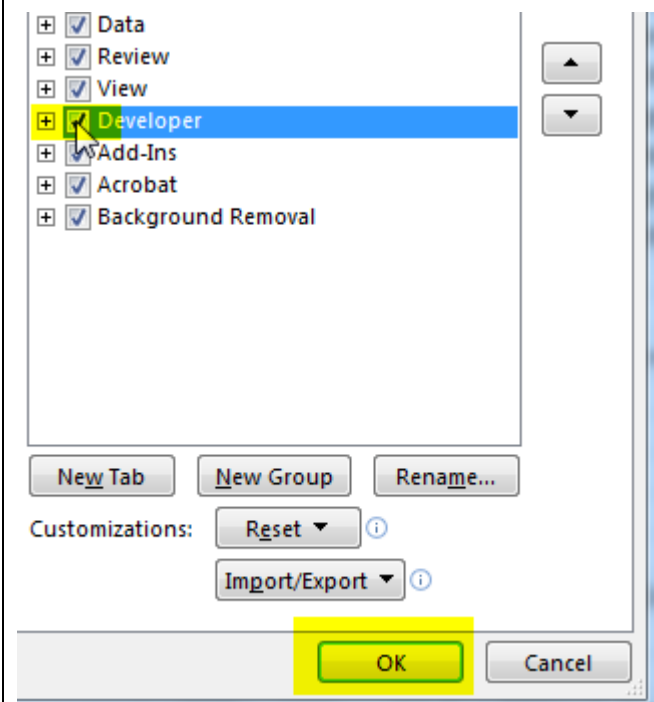 Data
Review
View
Developer
Add-Ins
Acrobat
Background Removal
New Tab New Group Rename...
Customizations: Reset
Import/Export
OK Cancel